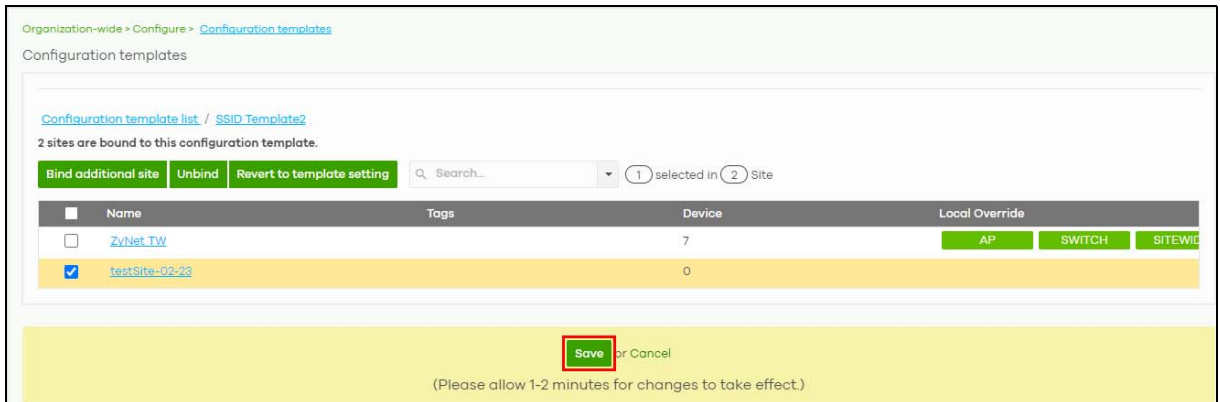 Organization-wide > Configure > Configuration templates
Configuration templates
Configuration template list / SSID Template2
2 sites are bound to this configuration template.
Bind additional site Unbind Revert to template setting Search... 1 selected in 2 Site
Name Tags Device Local Override
ZyNet TW 7 AP SWITCH SITEWID
testSite-02-23 0
Save or Cancel
(Please allow 1-2 minutes for changes to take effect.)